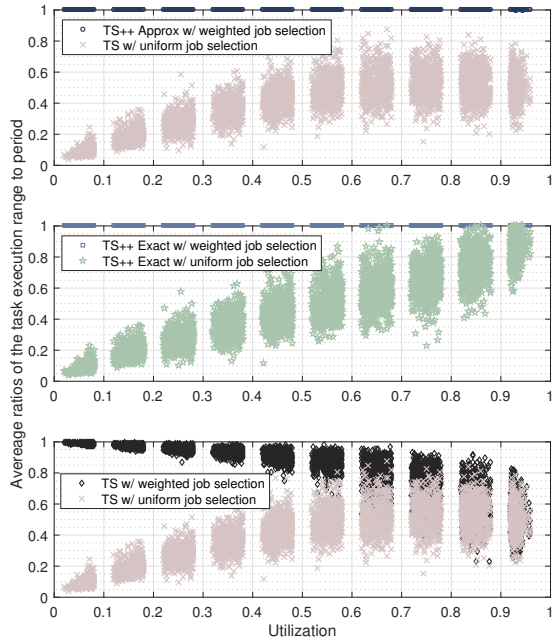 Avereage ratios of the task execution range to period
1
0.8
0.6
0.4
0.2
0
TS++ Approx w/ weighted job selection
TS w/ uniform job selection
0 0.1 0.2 0.3 0.4 0.5 0.6 0.7 0.8 0.9 1
1
0.8
0.6
0.4
0.2
0
TS++ Exact w/ weighted job selection
TS++ Exact w/ uniform job selection
0 0.1 0.2 0.3 0.4 0.5 0.6 0.7 0.8 0.9 1
1
0.8
0.6
0.4
0.2
0
TS w/ weighted job selection
TS w/ uniform job selection
0 0.1 0.2 0.3 0.4 0.5 0.6 0.7 0.8 0.9 1
Utilization